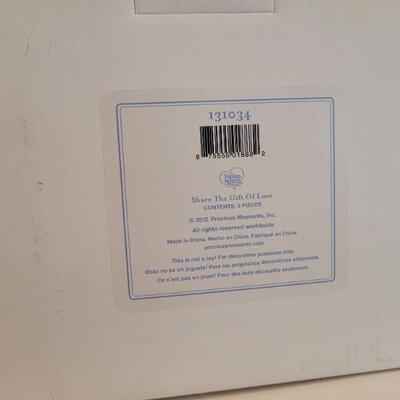 131034
8 75555 01888 2
Precious Moments
Share The Gift Of Love
CONTENTS: 3 PIECES
© 2012 Precious Moments, Inc.
All rights reserved worldwide
Made in China. Hecho en China. Fabriqué en China.
preciousmoments.com
This is not a toy! For decorative purposes only.
¡Esto no es un juguete! Para los propósitos decorativos solamente.
Ce n'est pas un jouet! Pour des buts décoratifs seulement.